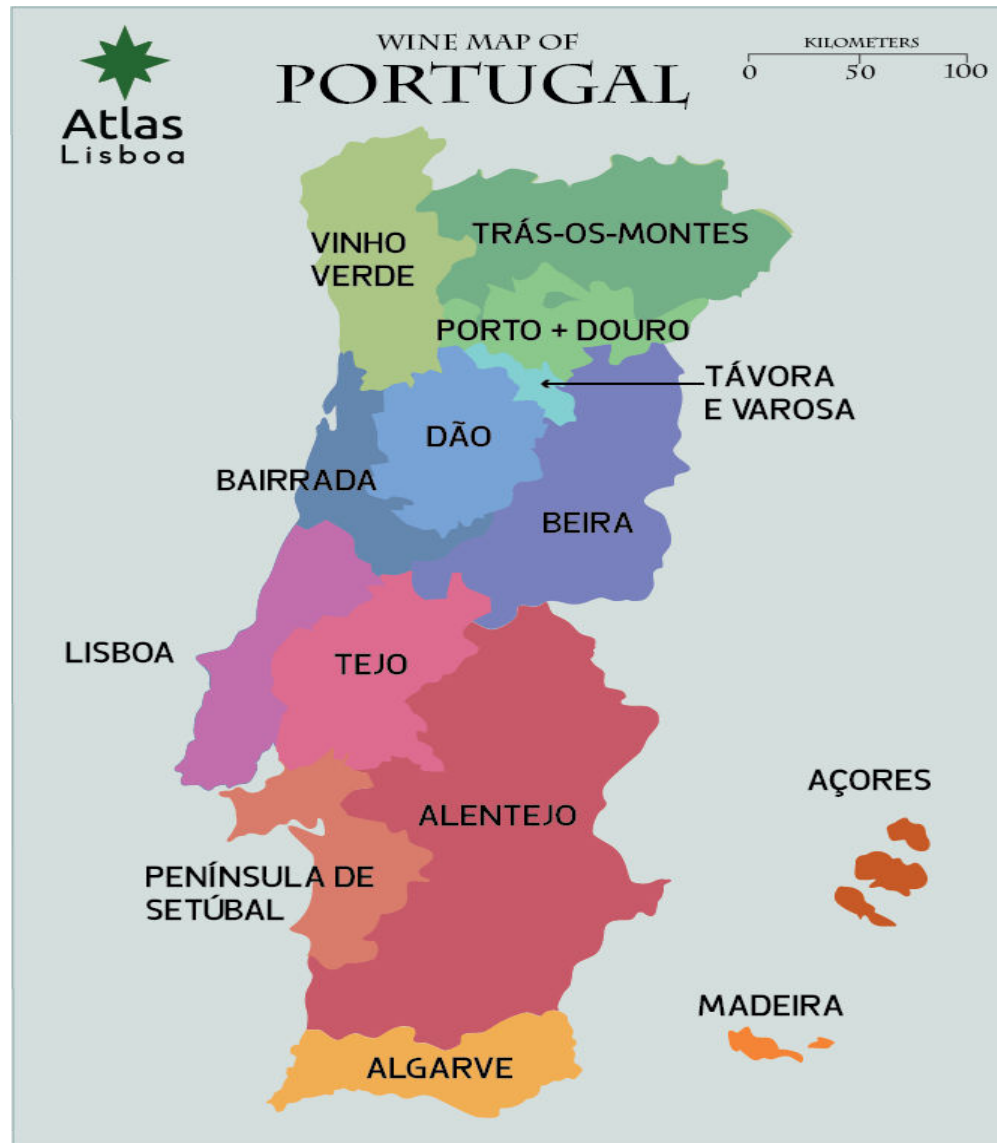 WINE MAP OF
PORTUGAL
KILOMETERS
0 50 100
Atlas
Lisboa
VINHO
VERDE
TRÁS-OS-MONTES
PORTO + DOURO
TÁVORA
E VAROSA
DÃO
BAIRRADA
BEIRA
LISBOA
TEJO
AÇORES
ALENTEJO
PENÍNSULA DE
SETÚBAL
MADEIRA
ALGARVE